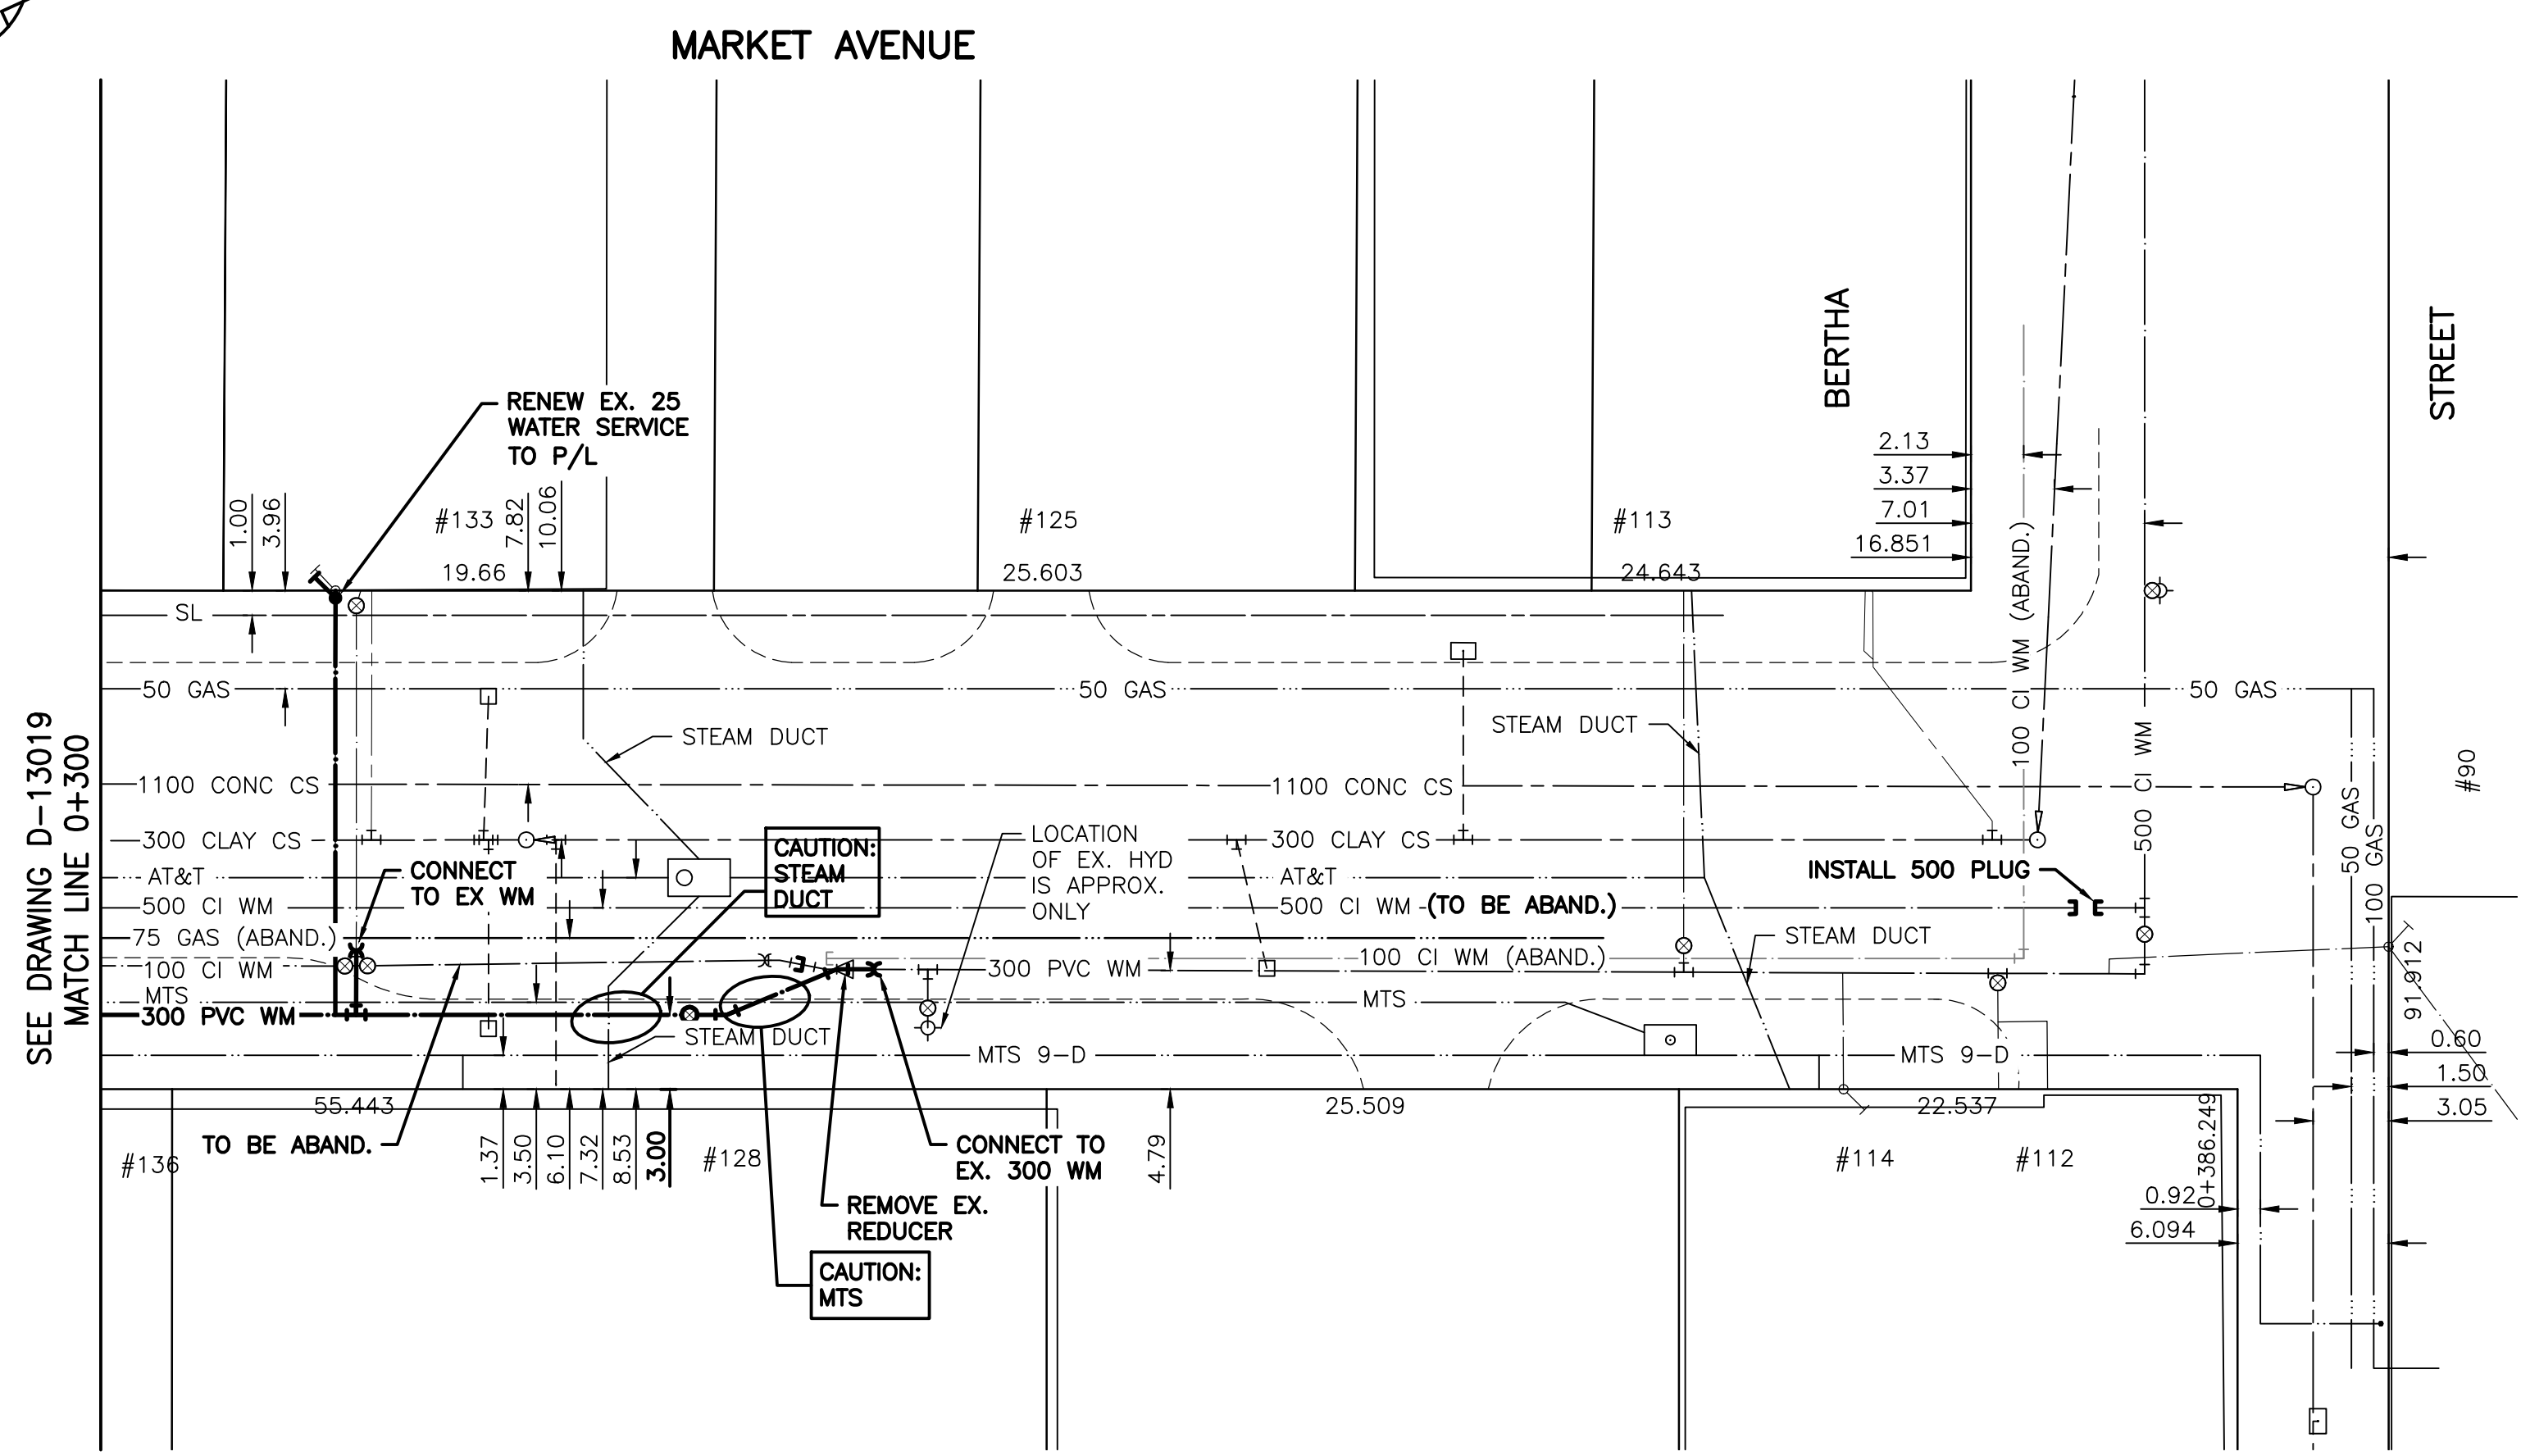 MARKET AVENUE
BERTHA
STREET
RENEW EX. 25
WATER SERVICE
TO P/L
2.13
3.37
7.01
16.851
1.00
3.96
#133
7.82
10.06
#125
#113
19.66
25.603
24.643
100 CI WM (ABAND.)
SL
50 GAS
50 GAS
50 GAS
STEAM DUCT
STEAM DUCT
500 CI WM
50 GAS
100 GAS
#90
SEE DRAWING D-13019
MATCH LINE 0+300
1100 CONC CS
1100 CONC CS
300 CLAY CS
300 CLAY CS
CAUTION:
STEAM
DUCT
LOCATION
OF EX. HYD
IS APPROX.
ONLY
AT&T
AT&T
CONNECT
TO EX WM
INSTALL 500 PLUG
500 CI WM
500 CI WM (TO BE ABAND.)
75 GAS (ABAND.)
STEAM DUCT
100 CI WM
300 PVC WM
100 CI WM (ABAND.)
E
MTS
MTS
300 PVC WM
STEAM DUCT
MTS 9-D
MTS 9-D
91.912
0.60
1.50
3.05
55.443
25.509
22.537
TO BE ABAND.
#136
1.37
3.50
6.10
7.32
8.53
3.00
#128
CONNECT TO
EX. 300 WM
4.79
#114
#112
0+386.249
REMOVE EX.
REDUCER
0.92
6.094
CAUTION:
MTS